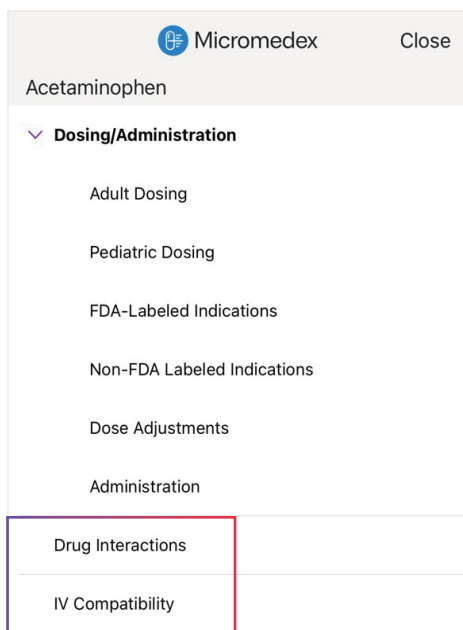 Micromedex Close
Acetaminophen
Dosing/Administration
Adult Dosing
Pediatric Dosing
FDA-Labeled Indications
Non-FDA Labeled Indications
Dose Adjustments
Administration
Drug Interactions
IV Compatibility